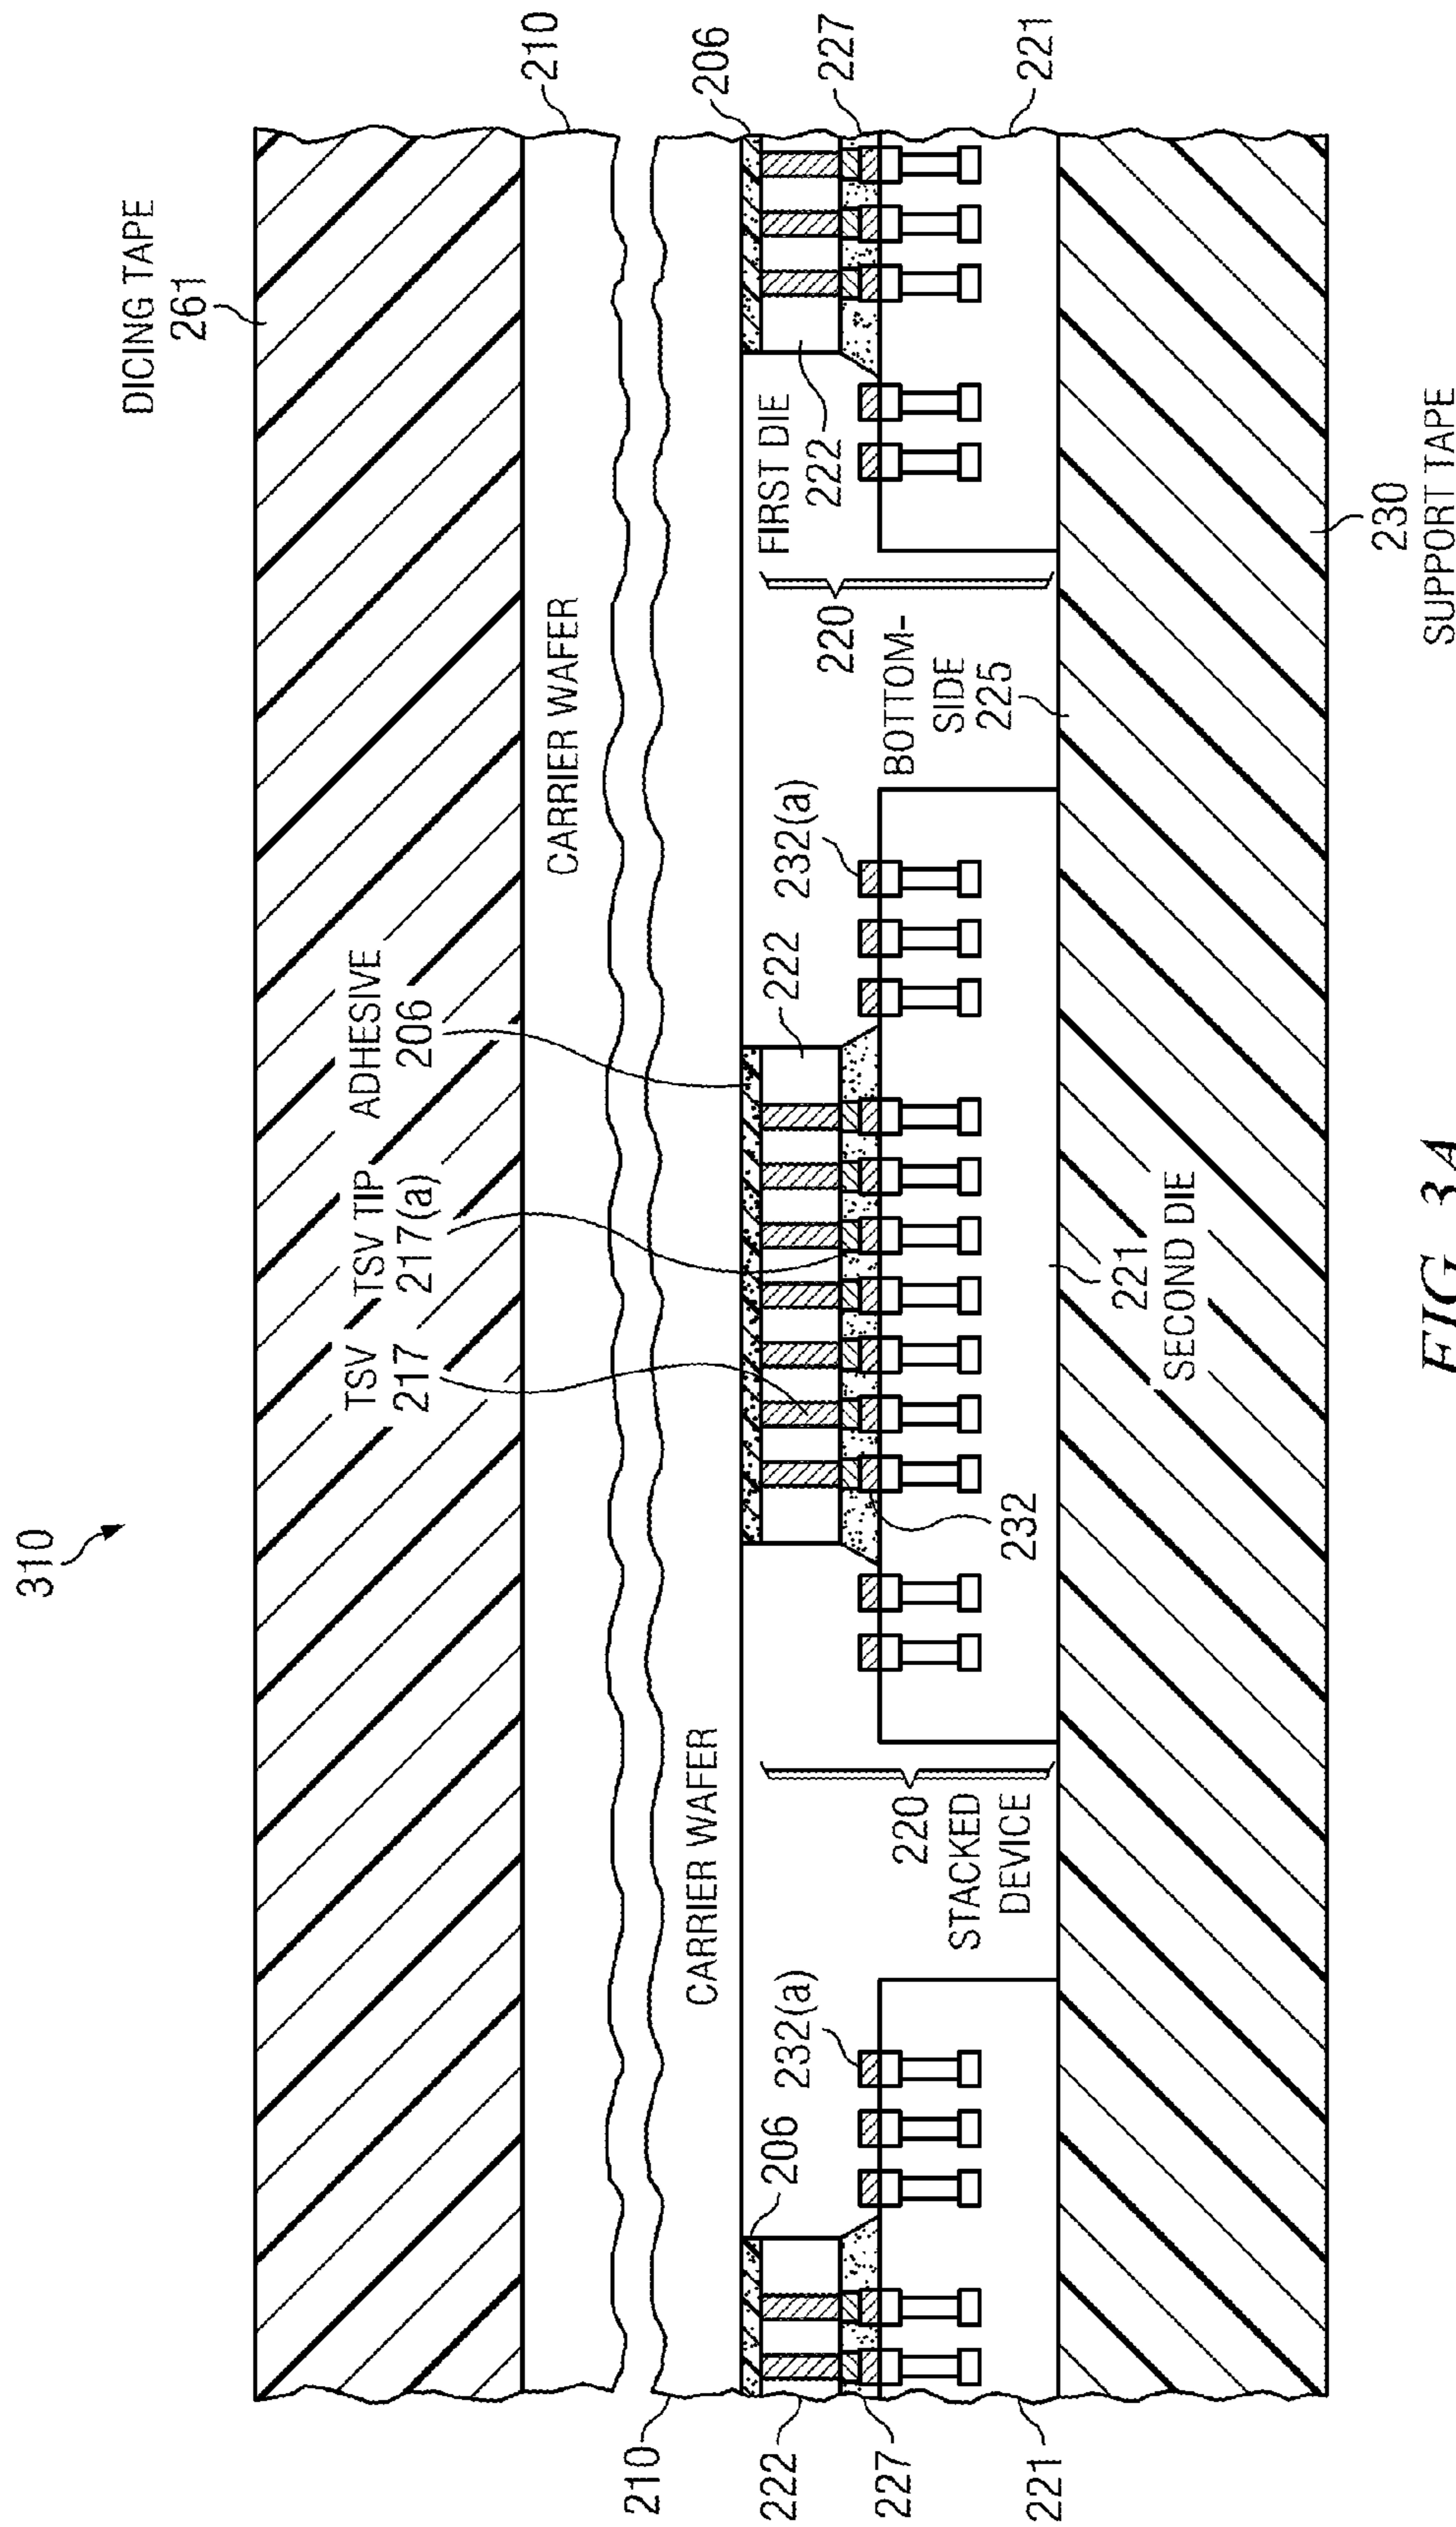 310
DICING TAPE
261
TSV
217
TSV TIP
217(a)
ADHESIVE
206
210
CARRIER WAFER
CARRIER WAFER
210
206
222
206
232(a)
222
232(a)
FIRST DIE
222
227
227
220
STACKED
DEVICE
220
BOTTOM-
SIDE
225
232
221
221
221
SECOND DIE
230
SUPPORT TAPE
FIG. 3A